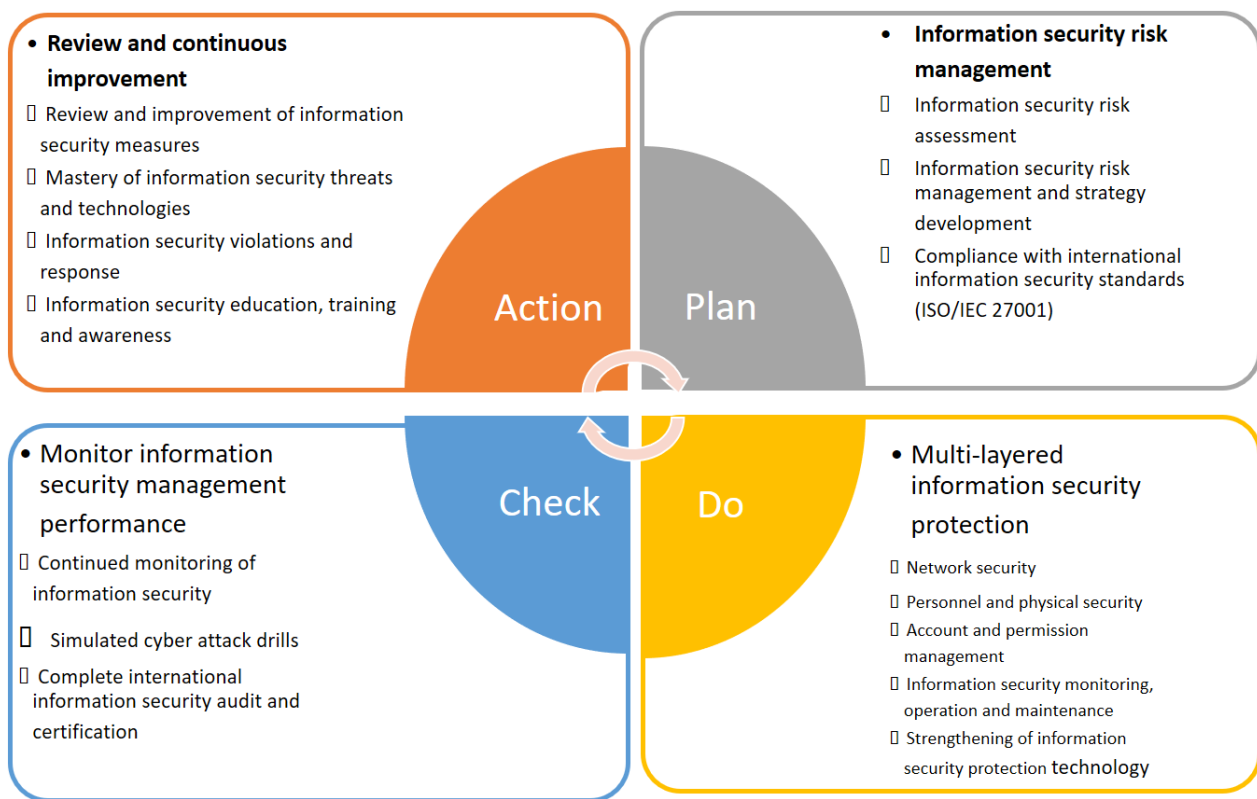 • Review and continuous
improvement
▯ Review and improvement of information
security measures
▯ Mastery of information security threats
and technologies
▯ Information security violations and
response
▯ Information security education, training
and awareness
Action
• Information security risk
management
▯ Information security risk
assessment
▯ Information security risk
management and strategy
development
▯ Compliance with international
information security standards
(ISO/IEC 27001)
Plan
• Monitor information
security management
performance
▯ Continued monitoring of
information security
▯ Simulated cyber attack drills
▯ Complete international
information security audit and
certification
Check
• Multi-layered
information security
protection
▯ Network security
▯ Personnel and physical security
▯ Account and permission
management
▯ Information security monitoring,
operation and maintenance
▯ Strengthening of information
security protection technology
Do